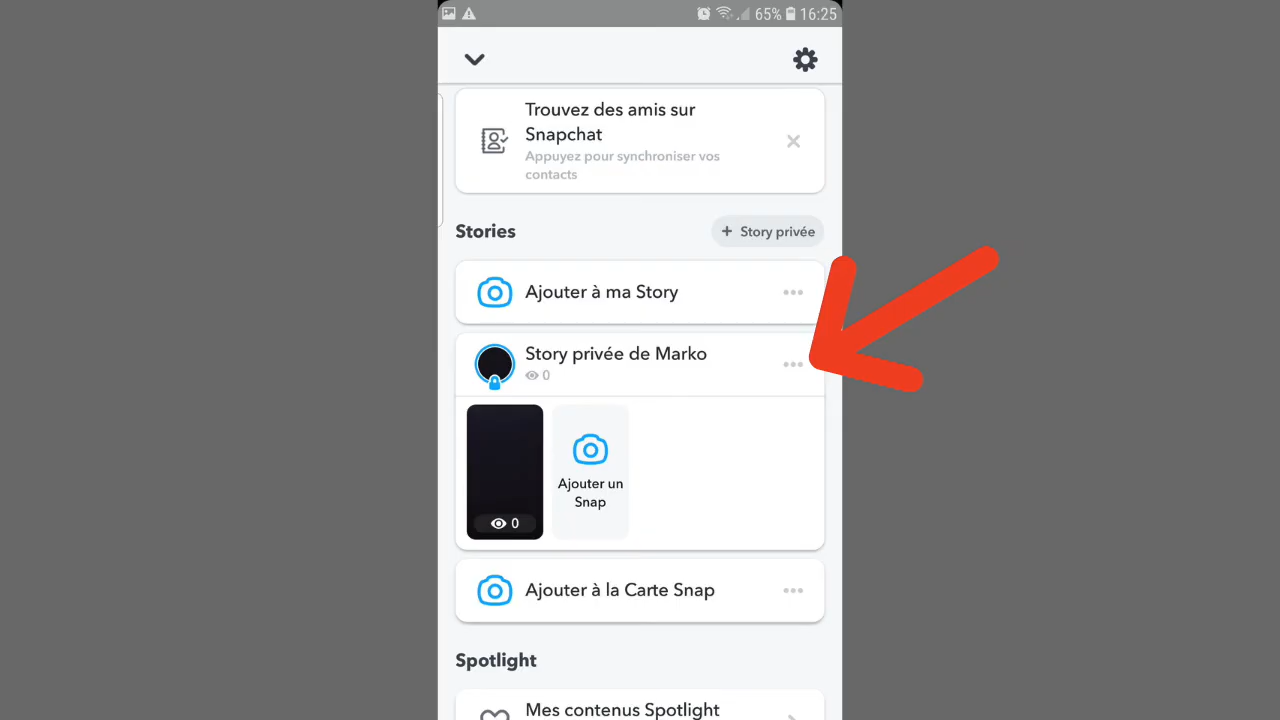 65% 16:25
Trouvez des amis sur
Snapchat
Appuyez pour synchroniser vos
contacts
Stories
+ Story privée
Ajouter à ma Story
Story privée de Marko
0
Ajouter un
Snap
0
Ajouter à la Carte Snap
Spotlight
Mes contenus Spotlight